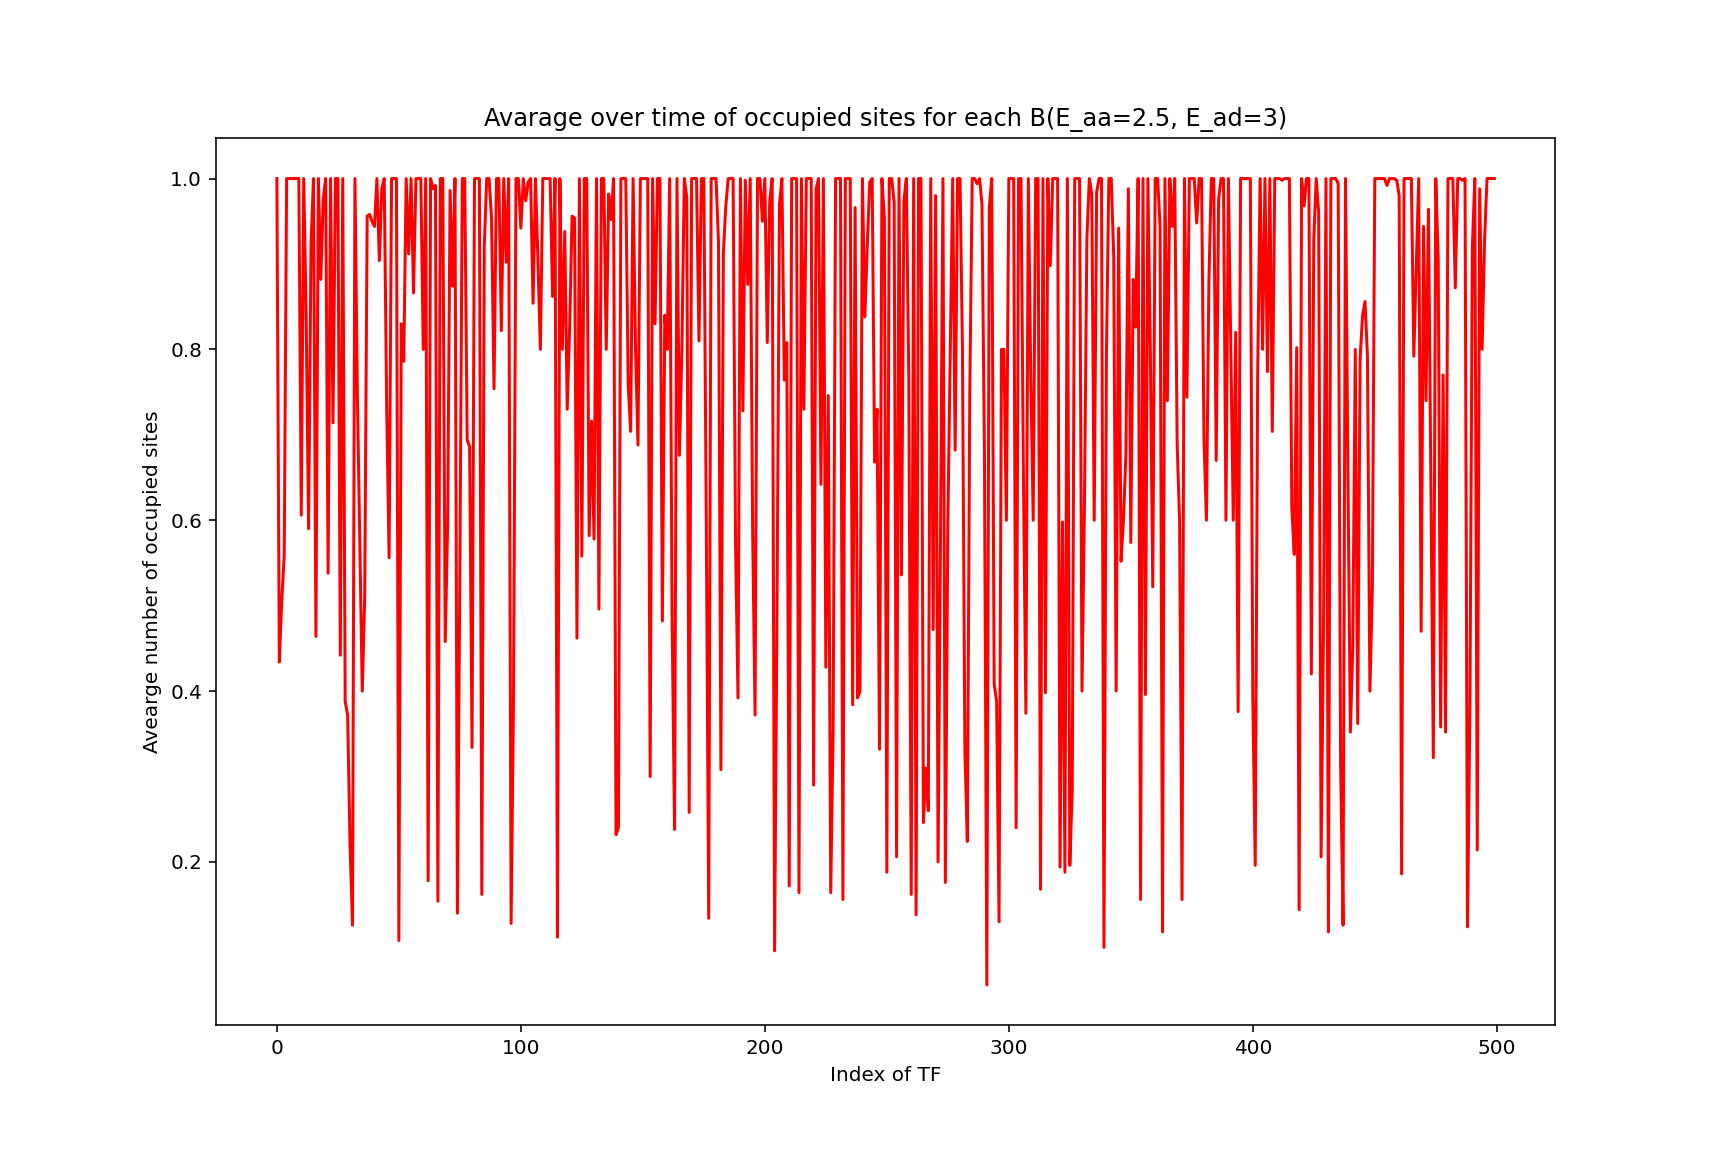 Avarage over time of occupied sites for each B(E_aa=2.5, E_ad=3)
1.0
0.8
0.6
0.4
0.2
Avearge number of occupied sites
0 100 200 300 400 500
Index of TF